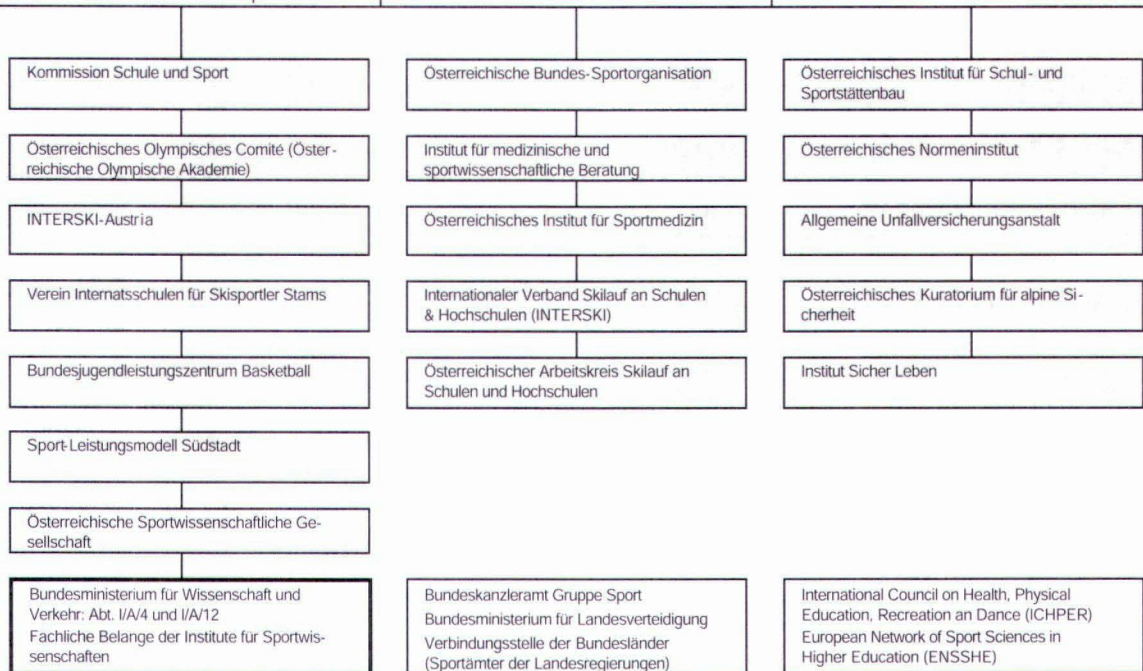 Kommission Schule und Sport
Österreichisches Olympisches Comité (Öster-
reichische Olympische Akademie)
INTERSKI-Austria
Verein Internatsschulen für Skisportler Stams
Bundesjugendleistungszentrum Basketball
Sport-Leistungsmodell Südstadt
Österreichische Sportwissenschaftliche Ge-
sellschaft
Bundesministerium für Wissenschaft und
Verkehr: Abt. I/A/4 und I/A/12
Fachliche Belange der Institute für Sportwis-
senschaften
Österreichische Bundes-Sportorganisation
Institut für medizinische und
sportwissenschaftliche Beratung
Österreichisches Institut für Sportmedizin
Internationaler Verband Skilauf an Schulen
& Hochschulen (INTERSKI)
Österreichischer Arbeitskreis Skilauf an
Schulen und Hochschulen
Bundeskanzleramt Gruppe Sport
Bundesministerium für Landesverteidigung
Verbindungsstelle der Bundesländer
(Sportämter der Landesregierungen)
Österreichisches Institut für Schul- und
Sportstättenbau
Österreichisches Normeninstitut
Allgemeine Unfallversicherungsanstalt
Österreichisches Kuratorium für alpine Si-
cherheit
Institut Sicher Leben
International Council on Health, Physical
Education, Recreation an Dance (ICHPER)
European Network of Sport Sciences in
Higher Education (ENSSHE)